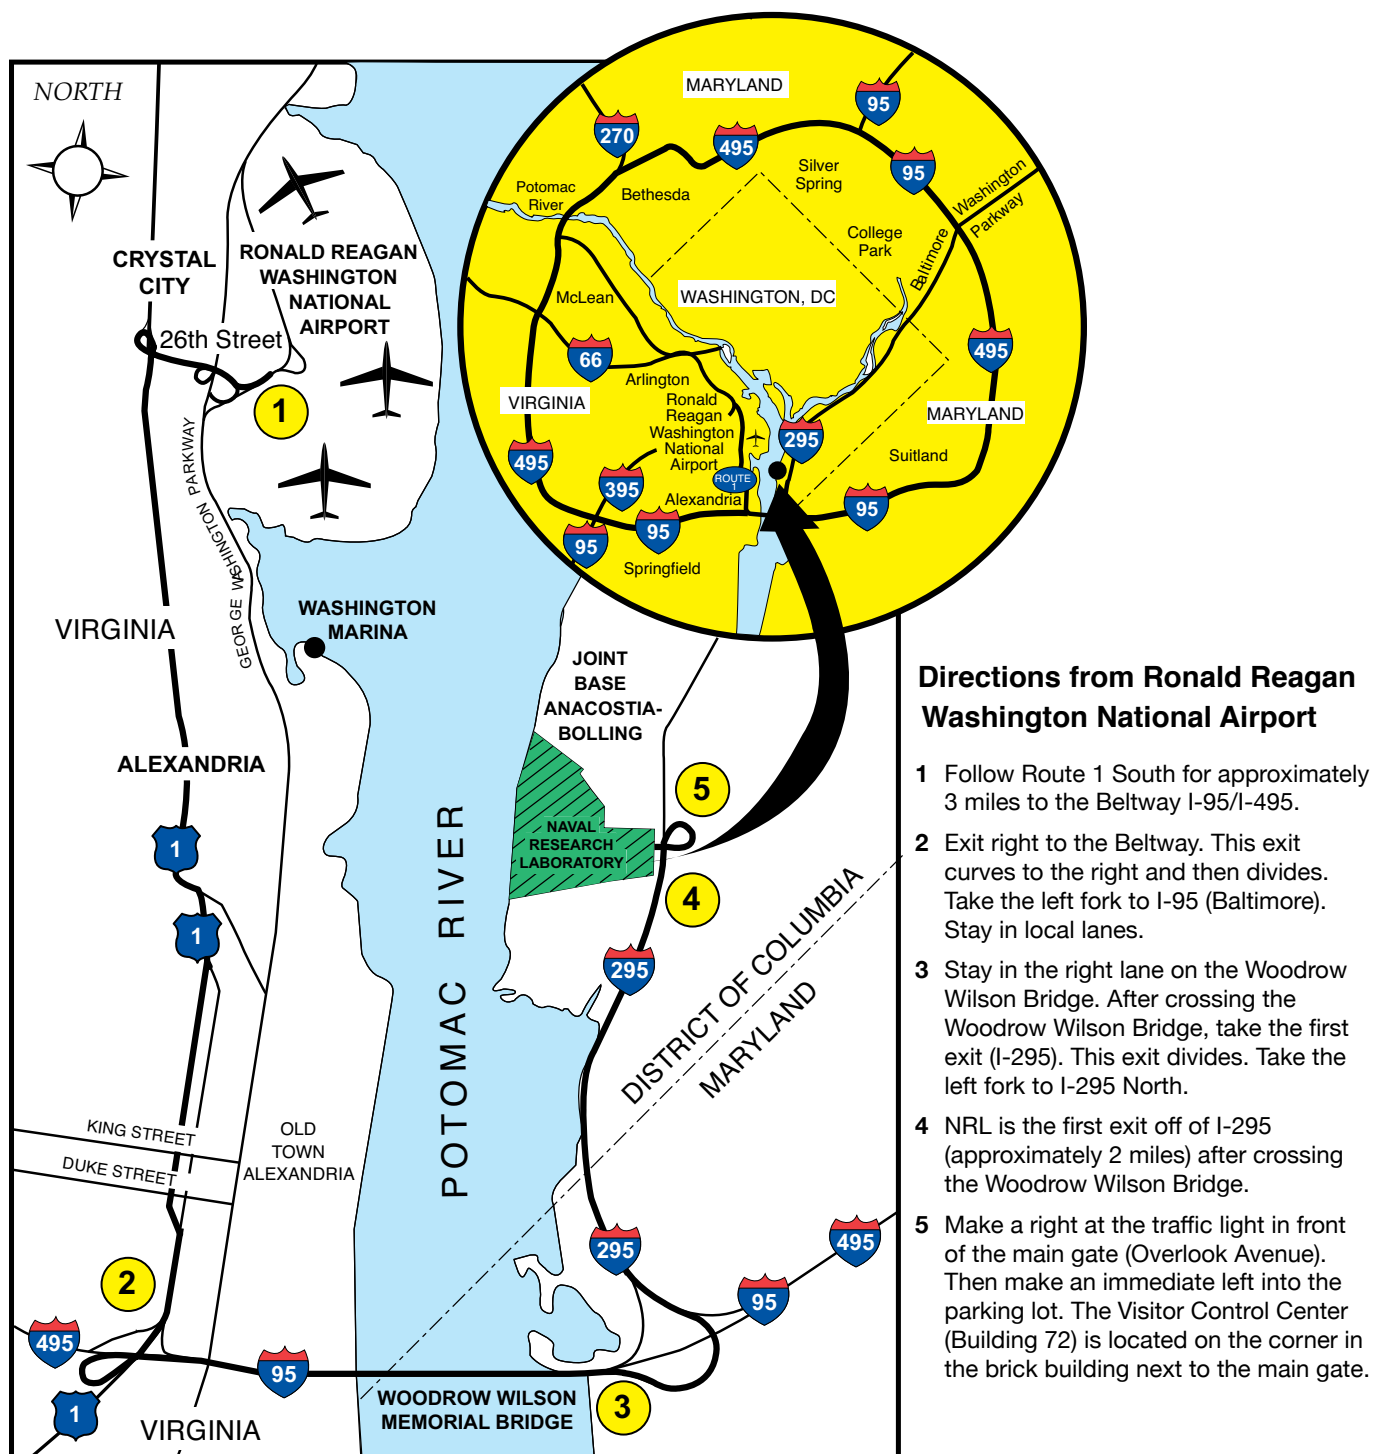 NORTH
CRYSTAL
CITY
RONALD REAGAN
WASHINGTON
NATIONAL
AIRPORT
26th Street
1
GEORGE WASHINGTON PARKWAY
WASHINGTON
MARINA
VIRGINIA
ALEXANDRIA
1
1
POTOMAC RIVER
JOINT
BASE
ANACOSTIA-
BOLLING
5
NAVAL
RESEARCH
LABORATORY
4
295
DISTRICT OF COLUMBIA
MARYLAND
KING STREET
DUKE STREET
OLD
TOWN
ALEXANDRIA
2
495
1
VIRGINIA
95
WOODROW WILSON
MEMORIAL BRIDGE
3
295
95
495
MARYLAND
95
270
495
95
Silver
Spring
Potomac
River
Bethesda
Washington
Parkway
Baltimore
College
Park
McLean
WASHINGTON, DC
66
495
Arlington
VIRGINIA
Ronald
Reagan
Washington
National
Airport
MARYLAND
295
Suitland
495
395
ROUTE
1
Alexandria
95
95
95
Springfield
Directions from Ronald Reagan
Washington National Airport
1 Follow Route 1 South for approximately
3 miles to the Beltway I-95/I-495.
2 Exit right to the Beltway. This exit
curves to the right and then divides.
Take the left fork to I-95 (Baltimore).
Stay in local lanes.
3 Stay in the right lane on the Woodrow
Wilson Bridge. After crossing the
Woodrow Wilson Bridge, take the first
exit (I-295). This exit divides. Take the
left fork to I-295 North.
4 NRL is the first exit off of I-295
(approximately 2 miles) after crossing
the Woodrow Wilson Bridge.
5 Make a right at the traffic light in front
of the main gate (Overlook Avenue).
Then make an immediate left into the
parking lot. The Visitor Control Center
(Building 72) is located on the corner in
the brick building next to the main gate.